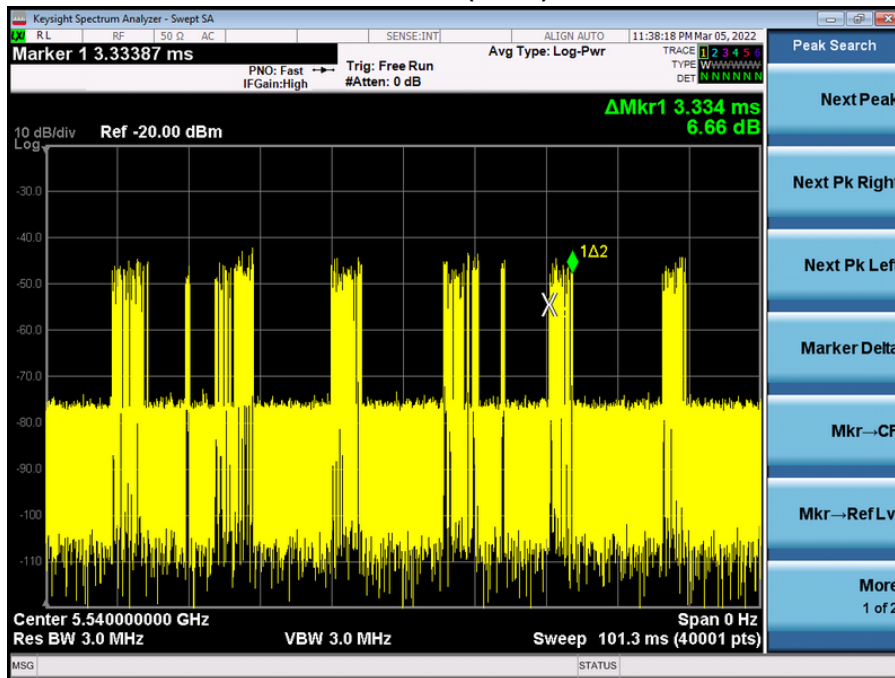 Keysight Spectrum Analyzer - Swept SA
LXI RL RF 50 Ω AC SENSE:INT ALIGN AUTO 11:38:18 PM Mar 05, 2022
Marker 1 3.33387 ms Avg Type: Log-Pwr TRACE 1 2 3 4 5 6
PNO: Fast Trig: Free Run TYPE WWWWWW
IFGain:High #Atten: 0 dB DET N N N N N N
ΔMkr1 3.334 ms
10 dB/div Ref -20.00 dBm 6.66 dB
Log
-30.0
-40.0
1Δ2
-50.0
X
-60.0
-70.0
-80.0
-90.0
-100
-110
Center 5.540000000 GHz Span 0 Hz
Res BW 3.0 MHz VBW 3.0 MHz Sweep 101.3 ms (40001 pts)
MSG STATUS
Peak Search
Next Peak
Next Pk Right
Next Pk Left
Marker Delta
Mkr→CF
Mkr→Ref Lv
More
1 of 2